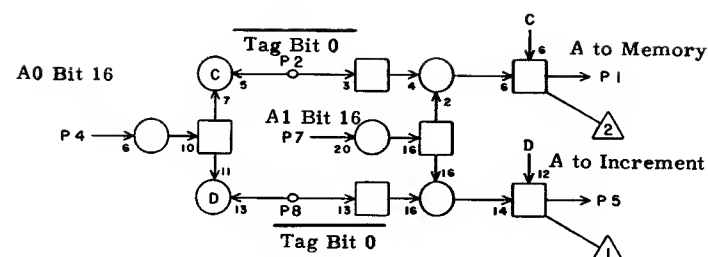 Tag Bit 0
P2
C
A to Memory
A0 Bit 16
C
5
3
4
6
6
P1
7
2
A1 Bit 16
2
P4
6
10
P7
20
16
D
A to Increment
11
16
12
D
13
P8
13
16
14
P5
Tag Bit 0
1